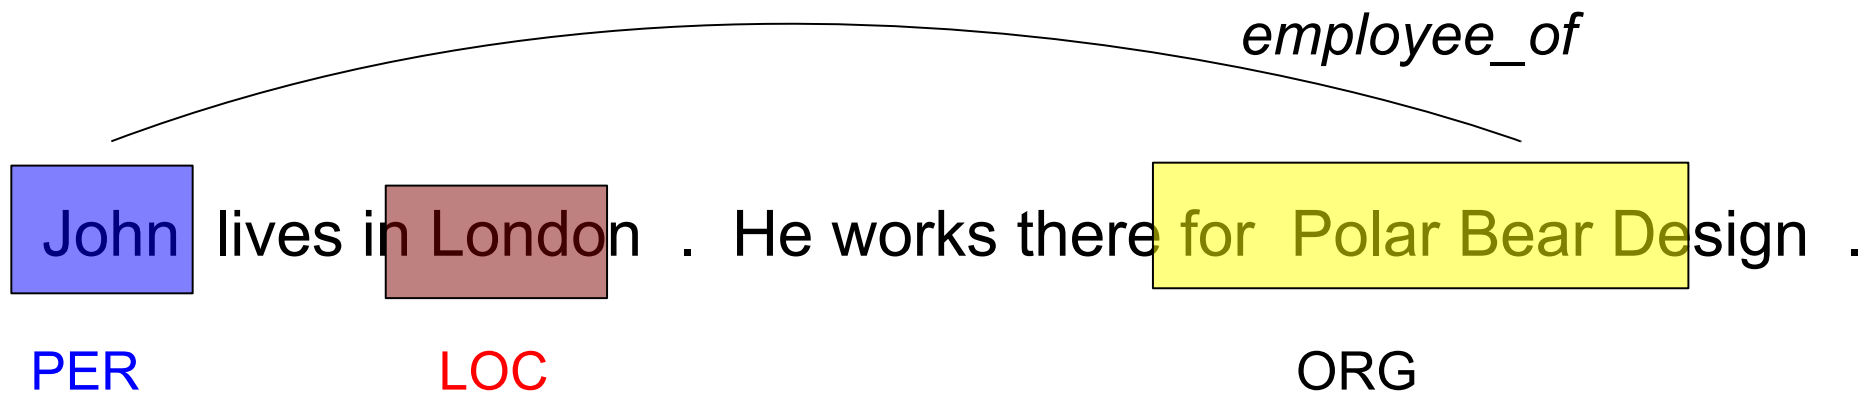 employee_of
John lives in London . He works there for Polar Bear Design .
PER LOC ORG